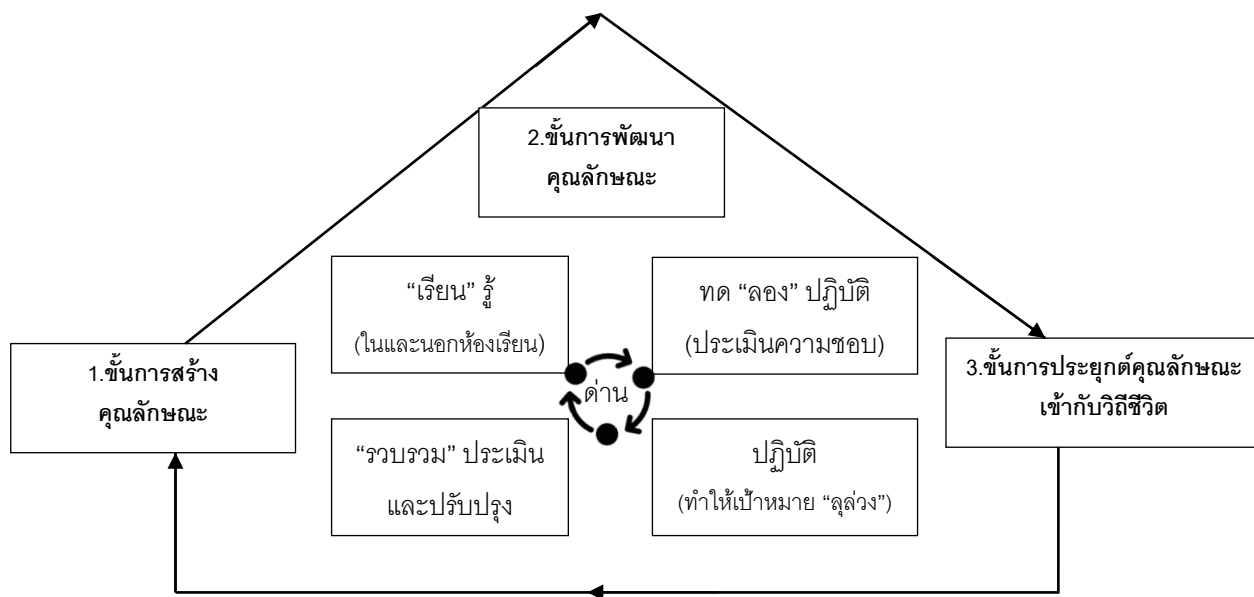 2.ขั้นการพัฒนา
คุณลักษณะ
“เรียน” รู้
(ในและนอกห้องเรียน)
ทด “ลอง” ปฏิบัติ
(ประเมินความชอบ)
1.ขั้นการสร้าง
คุณลักษณะ
ด่าน
3.ขั้นการประยุกต์คุณลักษณะ
เข้ากับวิถีชีวิต
“รวบรวม” ประเมิน
และปรับปรุง
ปฏิบัติ
(ทำให้เป้าหมาย “ลุล่วง”)